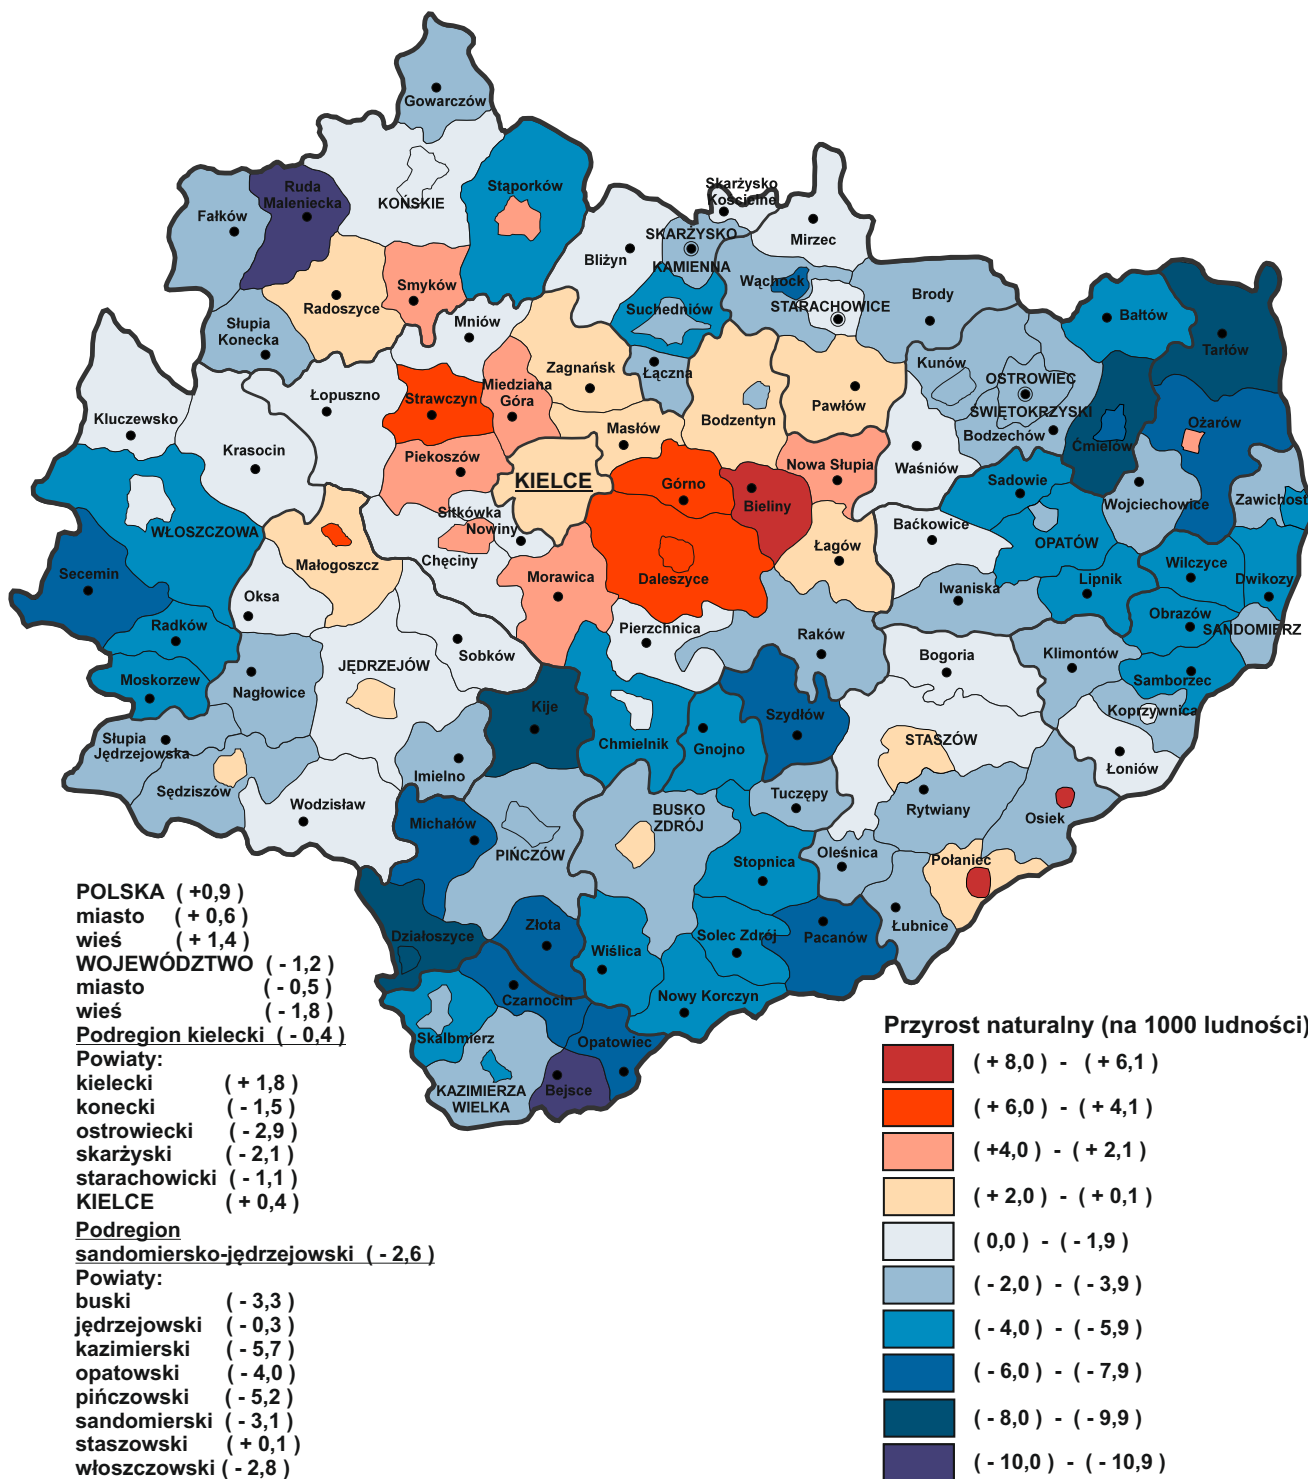 Gowarczów
Ruda
Maleniecka
Fałków
KOŃSKIE
Stąporków
Skarżysko
Kościelne
SKARŻYSKO
KAMIENNA
Bliżyn
Mirzec
Radoszyce
Smyków
Słupia
Konecka
Mniów
Suchedniów
Wąchock
STARACHOWICE
Brody
Bałtów
Tarłów
Kluczewsko
Łopuszno
Krasocin
Strawczyn
Miedziana
Góra
Zagnańsk
Łączna
Bodzentyn
Masłów
Pawłów
Kunów
OSTROWIEC
ŚWIĘTOKRZYSKI
Bodzechów
Ćmielów
Ożarów
Piekoszów
KIELCE
Górno
Bieliny
Nowa Słupia
Waśniów
Sadowie
Wojciechowice
Zawichost
WŁOSZCZOWA
Małogoszcz
Sitkówka
Nowiny
Chęciny
Morawica
Daleszyce
Łagów
Baćkowice
OPATÓW
Secemin
Oksa
Iwaniska
Lipnik
Wilczyce
Dwikozy
Radków
Obrazów
SANDOMIERZ
Moskorzew
Nagłowice
JĘDRZEJÓW
Sobków
Pierzchnica
Raków
Bogoria
Klimontów
Samborzec
Koprzywnica
Słupia
Jędrzejowska
Sędziszów
Kije
Imielno
Chmielnik
Gnojno
Szydłów
STASZÓW
Łoniów
Wodzisław
Michałów
PIŃCZÓW
BUSKO
ZDRÓJ
Tuczępy
Rytwiany
Osiek
Stopnica
Oleśnica
Połaniec
Łubnice
Działoszyce
Złota
Wiślica
Solec Zdrój
Pacanów
Czarnocin
Nowy Korczyn
Skalbmierz
Opatowiec
KAZIMIERZA
WIELKA
Bejsce
POLSKA ( +0,9 )
miasto ( + 0,6 )
wieś ( + 1,4 )
WOJEWÓDZTWO ( - 1,2 )
miasto ( - 0,5 )
wieś ( - 1,8 )
Podregion kielecki ( - 0,4 )
Powiaty:
kielecki ( + 1,8 )
konecki ( - 1,5 )
ostrowiecki ( - 2,9 )
skarżyski ( - 2,1 )
starachowicki ( - 1,1 )
KIELCE ( + 0,4 )
Podregion
sandomiersko-jędrzejowski ( - 2,6 )
Powiaty:
buski ( - 3,3 )
jędrzejowski ( - 0,3 )
kazimierski ( - 5,7 )
opatowski ( - 4,0 )
pińczowski ( - 5,2 )
sandomierski ( - 3,1 )
staszowski ( + 0,1 )
włoszczowski ( - 2,8 )
Przyrost naturalny (na 1000 ludności)
( + 8,0 ) - ( + 6,1 )
( + 6,0 ) - ( + 4,1 )
( +4,0 ) - ( + 2,1 )
( + 2,0 ) - ( + 0,1 )
( 0,0 ) - ( - 1,9 )
( - 2,0 ) - ( - 3,9 )
( - 4,0 ) - ( - 5,9 )
( - 6,0 ) - ( - 7,9 )
( - 8,0 ) - ( - 9,9 )
( - 10,0 ) - ( - 10,9 )